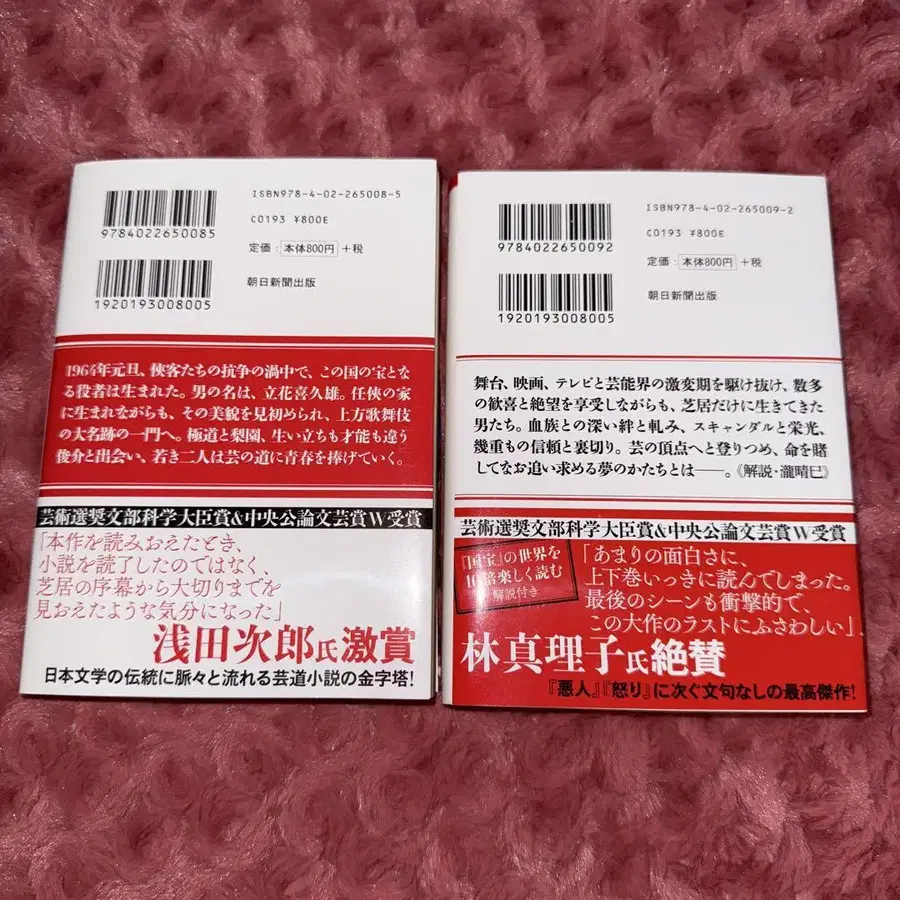 ISBN978-4-02-265008-5
9784022650085
C0193 ¥800E
定価：本体800円＋税
1920193008005
朝日新聞出版
1964年元旦、侠客たちの抗争の渦中で、この国の宝とな
る役者は生まれた。男の名は、立花喜久雄。任侠の家
に生まれながらも、その美貌を見初められ、上方歌舞伎
の大名跡の一門へ。極道と梨園、生い立ちも才能も違う
俊介と出会い、若き二人は芸の道に青春を捧げていく。
芸術選奨文部科学大臣賞&中央公論文芸賞W受賞
「本作を読みおえたとき、
小説を読了したのではなく、
芝居の序幕から大切りまでを
見おえたような気分になった」
浅田次郎氏激賞
日本文学の伝統に脈々と流れる芸道小説の金字塔!
ISBN978-4-02-265009-2
9784022650092
C0193 ¥800E
定価：本体800円＋税
1920193008005
朝日新聞出版
舞台、映画、テレビと芸能界の激変期を駆け抜け、数多
の歓喜と絶望を享受しながらも、芝居だけに生きてきた
男たち。血族との深い絆と軋み、スキャンダルと栄光、
幾重もの信頼と裏切り。芸の頂点へと登りつめ、命を賭
してなお追い求める夢のかたちとは――。《解説・瀧晴巳》
芸術選奨文部科学大臣賞&中央公論文芸賞W受賞
『国宝』の世界を
10倍楽しく読む
解説付き
「あまりの面白さに、
上下巻いっきに読んでしまった。
最後のシーンも衝撃的で、
この大作のラストにふさわしい」
林真理子氏絶賛
『悪人』『怒り』に次ぐ文句なしの最高傑作!